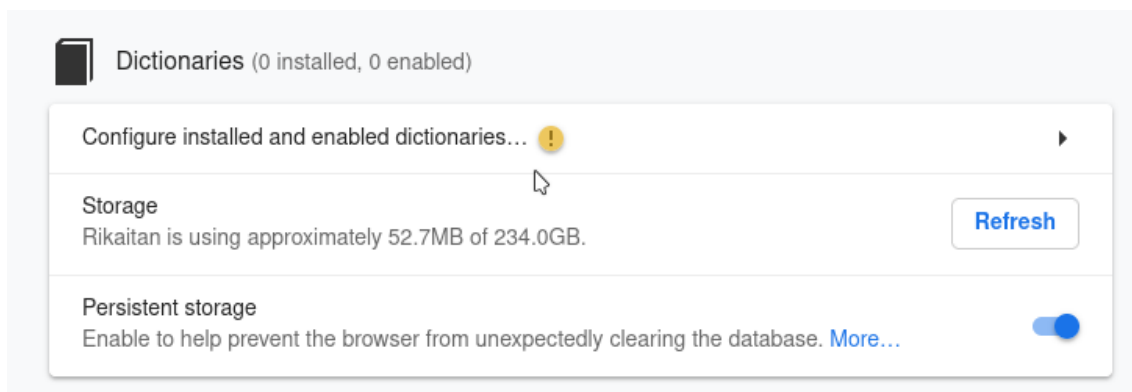 Dictionaries (0 installed, 0 enabled)
Configure installed and enabled dictionaries…
Storage
Rikaitan is using approximately 52.7MB of 234.0GB.
Refresh
Persistent storage
Enable to help prevent the browser from unexpectedly clearing the database. More…